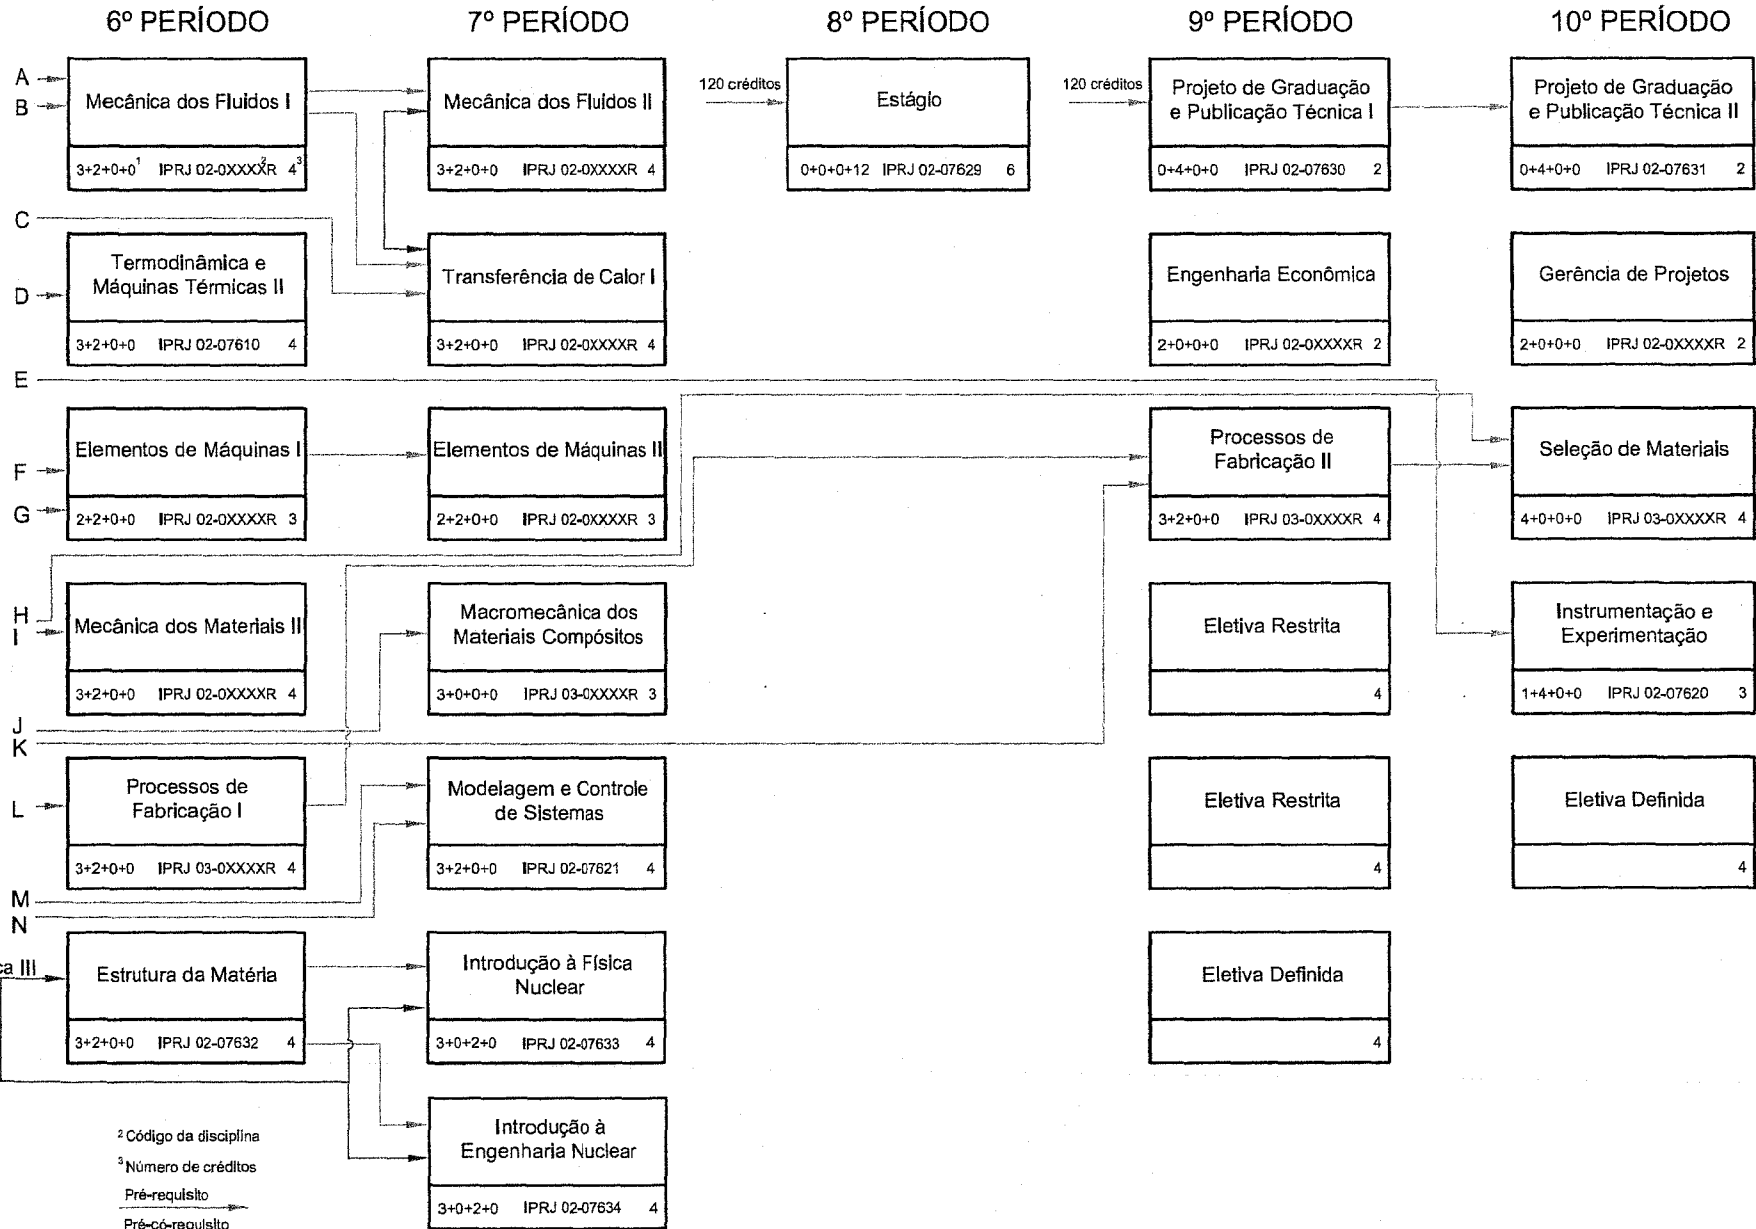 6º PERÍODO
7º PERÍODO
8º PERÍODO
9º PERÍODO
10º PERÍODO
A
B
Mecânica dos Fluidos I
3+2+0+0¹ IPRJ 02-0XXXXR² 4³
Mecânica dos Fluidos II
3+2+0+0 IPRJ 02-0XXXXR 4
120 créditos
Estágio
0+0+0+12 IPRJ 02-07629 6
120 créditos
Projeto de Graduação
e Publicação Técnica I
0+4+0+0 IPRJ 02-07630 2
Projeto de Graduação
e Publicação Técnica II
0+4+0+0 IPRJ 02-07631 2
C
D
Termodinâmica e
Máquinas Térmicas II
3+2+0+0 IPRJ 02-07610 4
Transferência de Calor I
3+2+0+0 IPRJ 02-0XXXXR 4
Engenharia Econômica
2+0+0+0 IPRJ 02-0XXXXR 2
Gerência de Projetos
2+0+0+0 IPRJ 02-0XXXXR 2
E
F
G
Elementos de Máquinas I
2+2+0+0 IPRJ 02-0XXXXR 3
Elementos de Máquinas II
2+2+0+0 IPRJ 02-0XXXXR 3
Processos de
Fabricação II
3+2+0+0 IPRJ 03-0XXXXR 4
Seleção de Materiais
4+0+0+0 IPRJ 03-0XXXXR 4
H
I
Mecânica dos Materiais II
3+2+0+0 IPRJ 02-0XXXXR 4
Macromecânica dos
Materiais Compósitos
3+0+0+0 IPRJ 03-0XXXXR 3
Eletiva Restrita
4
Instrumentação e
Experimentação
1+4+0+0 IPRJ 02-07620 3
J
K
L
Processos de
Fabricação I
3+2+0+0 IPRJ 03-0XXXXR 4
Modelagem e Controle
de Sistemas
3+2+0+0 IPRJ 02-07621 4
Eletiva Restrita
4
Eletiva Definida
4
M
N
ca III
Estrutura da Matéria
3+2+0+0 IPRJ 02-07632 4
Introdução à Física
Nuclear
3+0+2+0 IPRJ 02-07633 4
Eletiva Definida
4
Introdução à
Engenharia Nuclear
3+0+2+0 IPRJ 02-07634 4
² Código da disciplina
³ Número de créditos
Pré-requisito
Pré-có-requisito